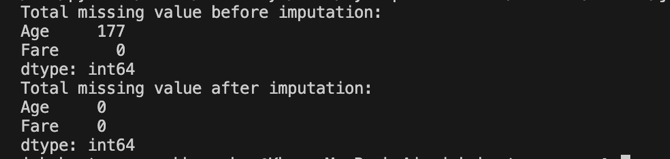 Total missing value before imputation:
Age     177
Fare      0
dtype: int64
Total missing value after imputation:
Age     0
Fare    0
dtype: int64